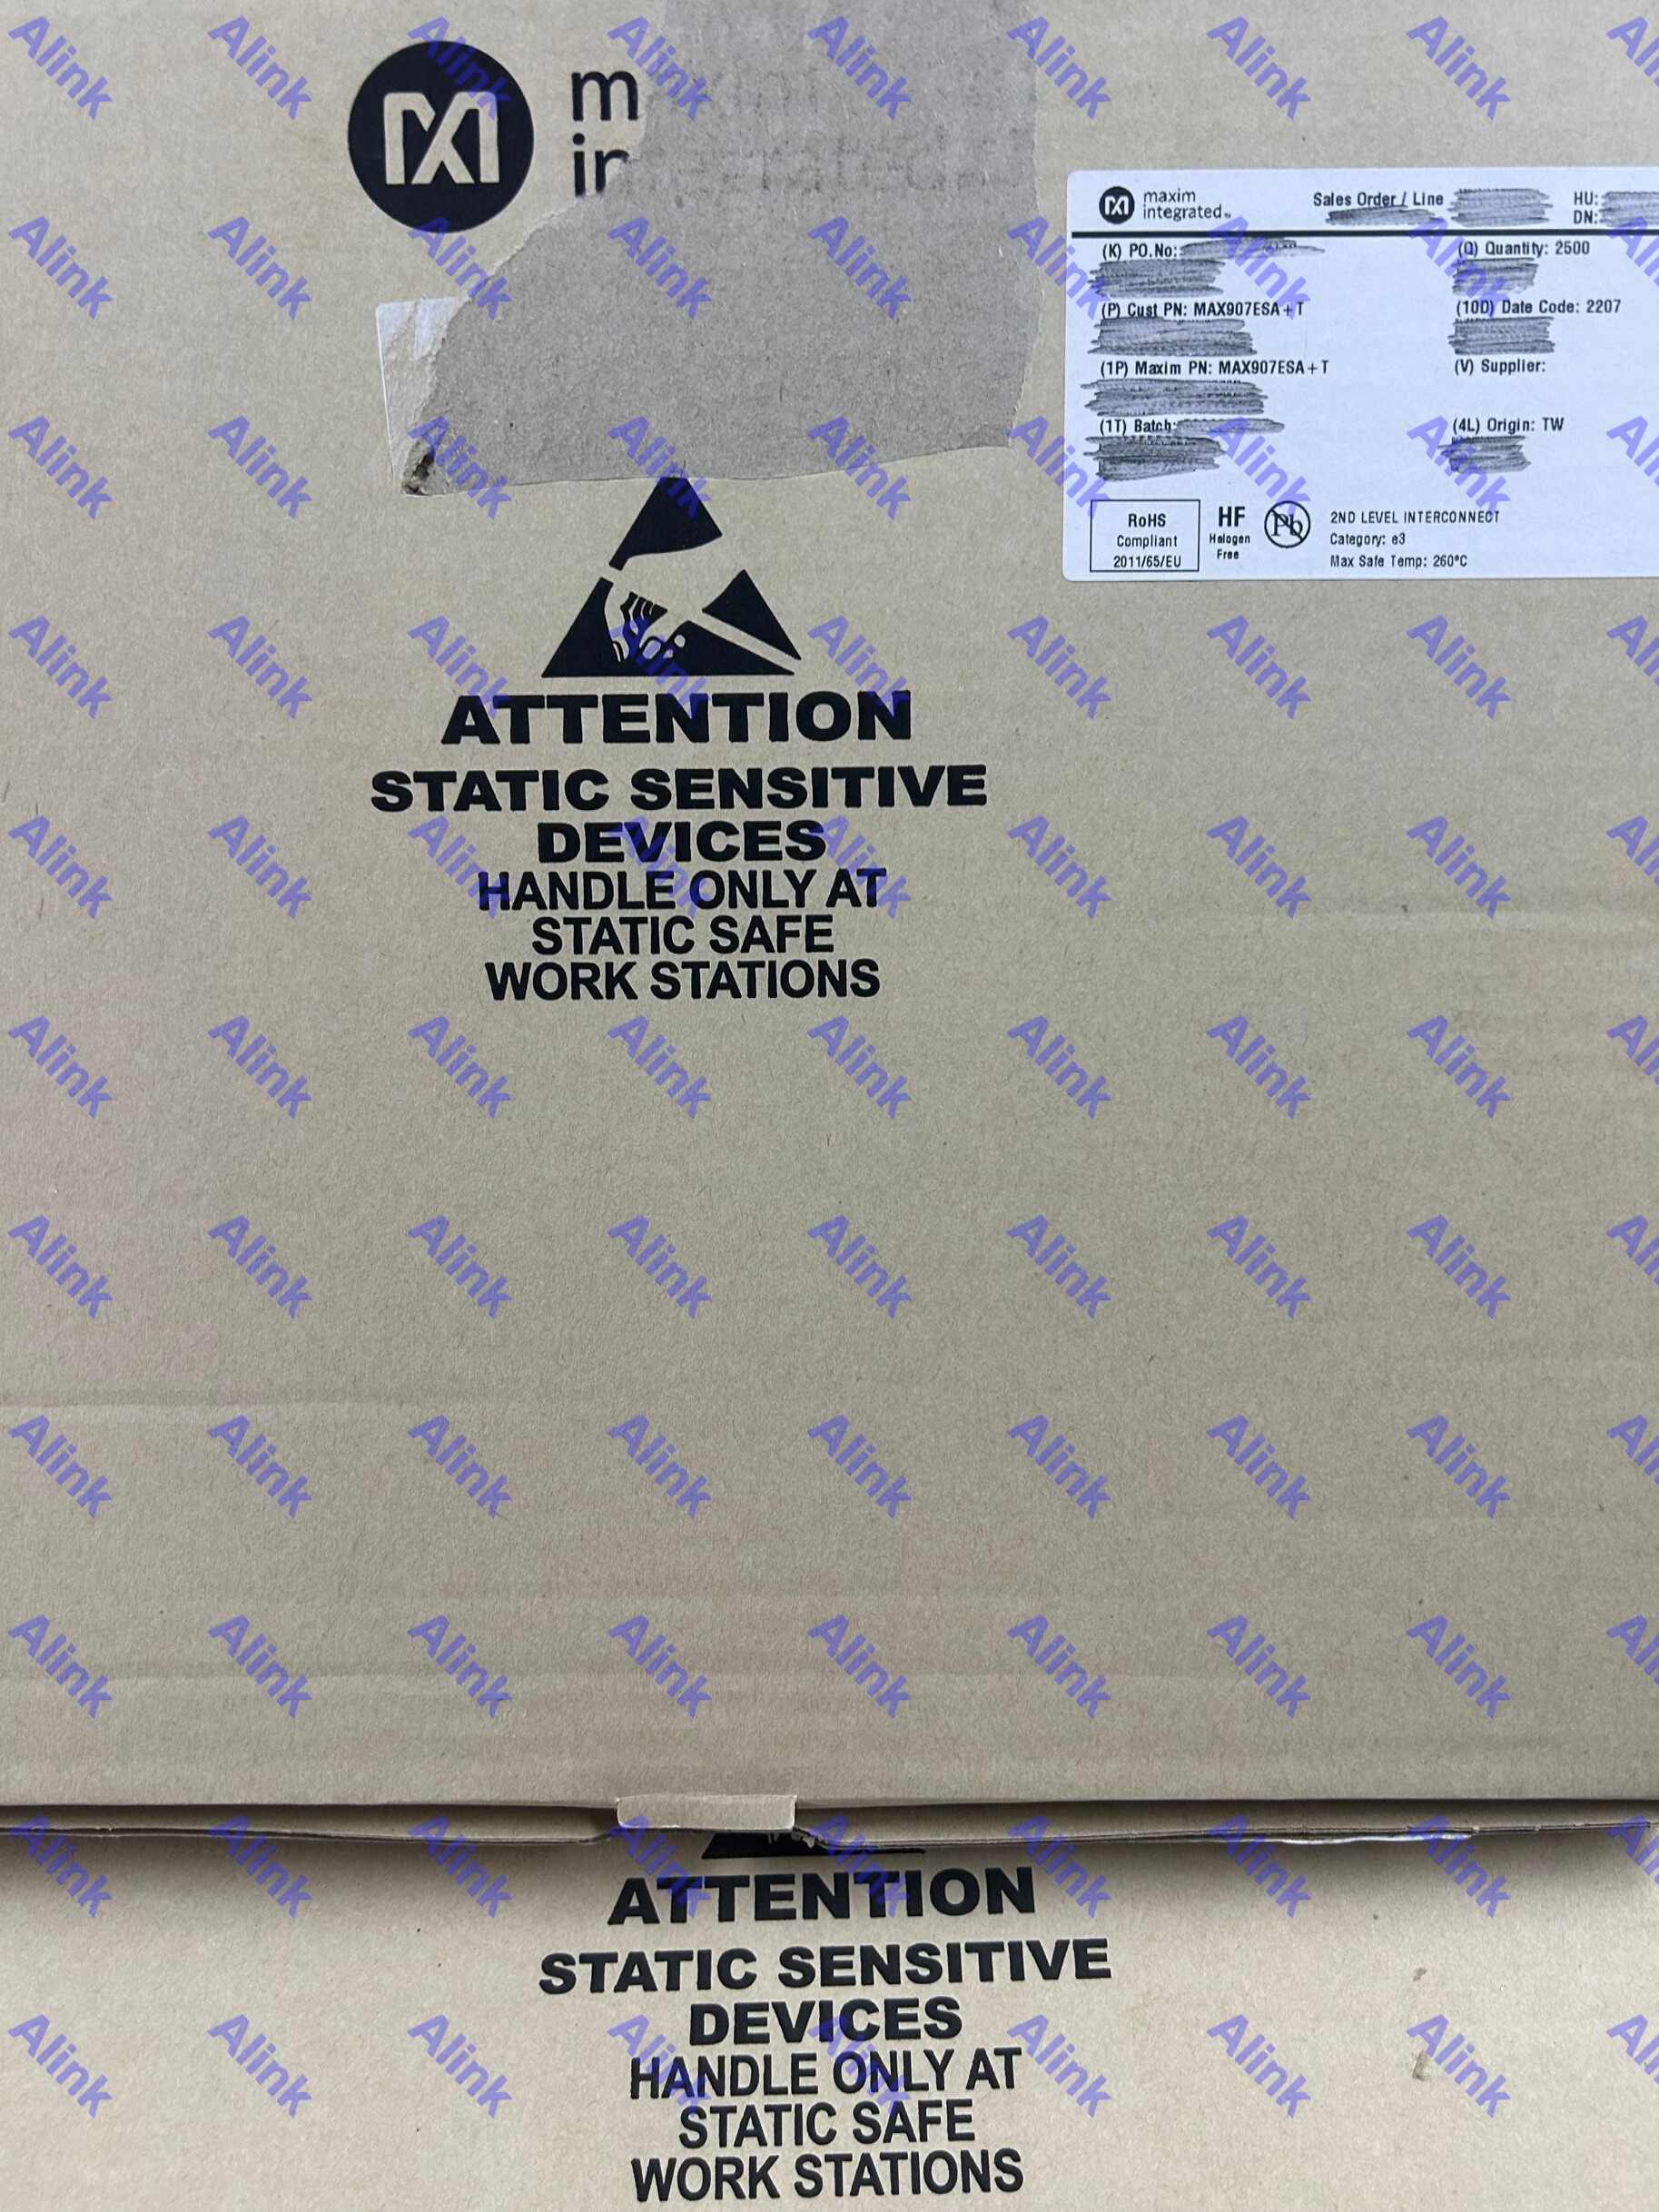 m
in
maxim
integrated™
Sales Order / Line
HU:
DN:
(K) PO.No:
(Q) Quantity: 2500
(P) Cust PN: MAX907ESA+T
(10D) Date Code: 2207
(1P) Maxim PN: MAX907ESA+T
(V) Supplier:
(1T) Batch:
(4L) Origin: TW
RoHS
Compliant
2011/65/EU
HF
Halogen
Free
Pb
2ND LEVEL INTERCONNECT
Category: e3
Max Safe Temp: 260°C
ATTENTION
STATIC SENSITIVE
DEVICES
HANDLE ONLY AT
STATIC SAFE
WORK STATIONS
ATTENTION
STATIC SENSITIVE
DEVICES
HANDLE ONLY AT
STATIC SAFE
WORK STATIONS
Alink